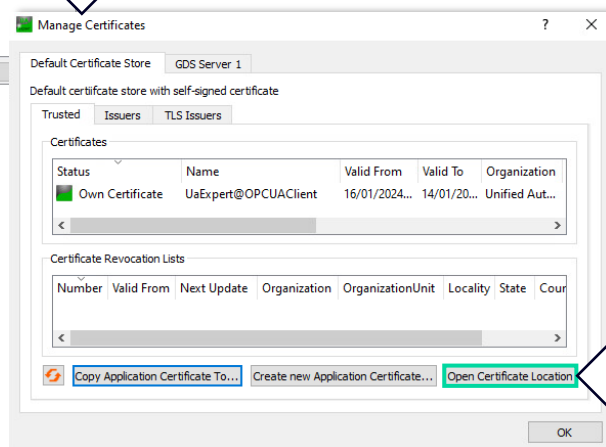 Manage Certificates ?
Default Certificate Store GDS Server 1
Default certiifcate store with self-signed certificate
Trusted Issuers TLS Issuers
Certificates
Status Name Valid From Valid To Organization
Own Certificate UaExpert@OPCUAClient 16/01/2024... 14/01/20... Unified Aut...
Certificate Revocation Lists
Number Valid From Next Update Organization OrganizationUnit Locality State Cour
Copy Application Certificate To... Create new Application Certificate... Open Certificate Location
OK